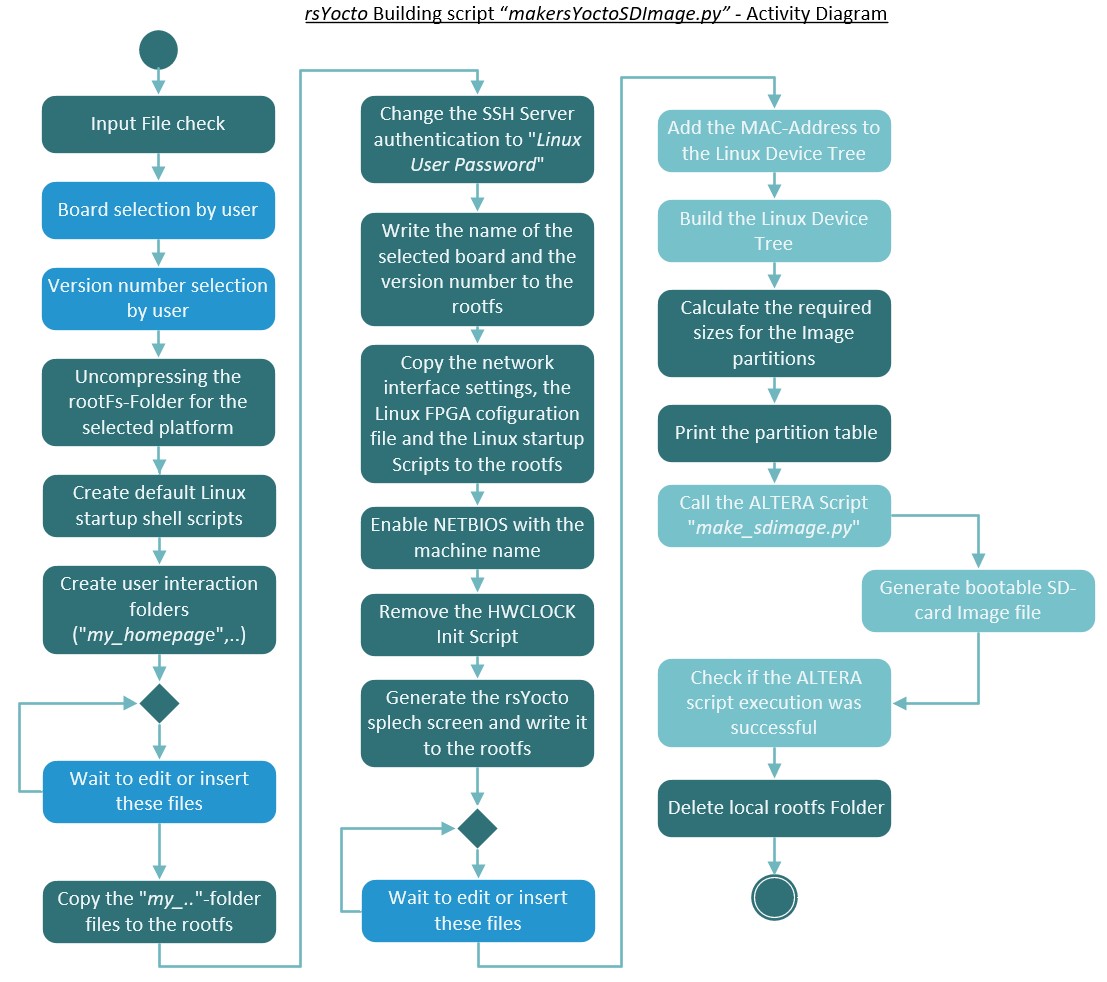 rsYocto Building script “makersYoctoSDImage.py” - Activity Diagram
Input File check
Board selection by user
Version number selection
by user
Uncompressing the
rootFs-Folder for the
selected platform
Create default Linux
startup shell scripts
Create user interaction
folders
("my_homepage",..)
Wait to edit or insert
these files
Copy the "my_.."-folder
files to the rootfs
Change the SSH Server
authentication to "Linux
User Password"
Write the name of the
selected board and the
version number to the
rootfs
Copy the network
interface settings, the
Linux FPGA cofiguration
file and the Linux startup
Scripts to the rootfs
Enable NETBIOS with the
machine name
Remove the HWCLOCK
Init Script
Generate the rsYocto
splech screen and write it
to the rootfs
Wait to edit or insert
these files
Add the MAC-Address to
the Linux Device Tree
Build the Linux Device
Tree
Calculate the required
sizes for the Image
partitions
Print the partition table
Call the ALTERA Script
"make_sdimage.py"
Generate bootable SD-
card Image file
Check if the ALTERA
script execution was
successful
Delete local rootfs Folder